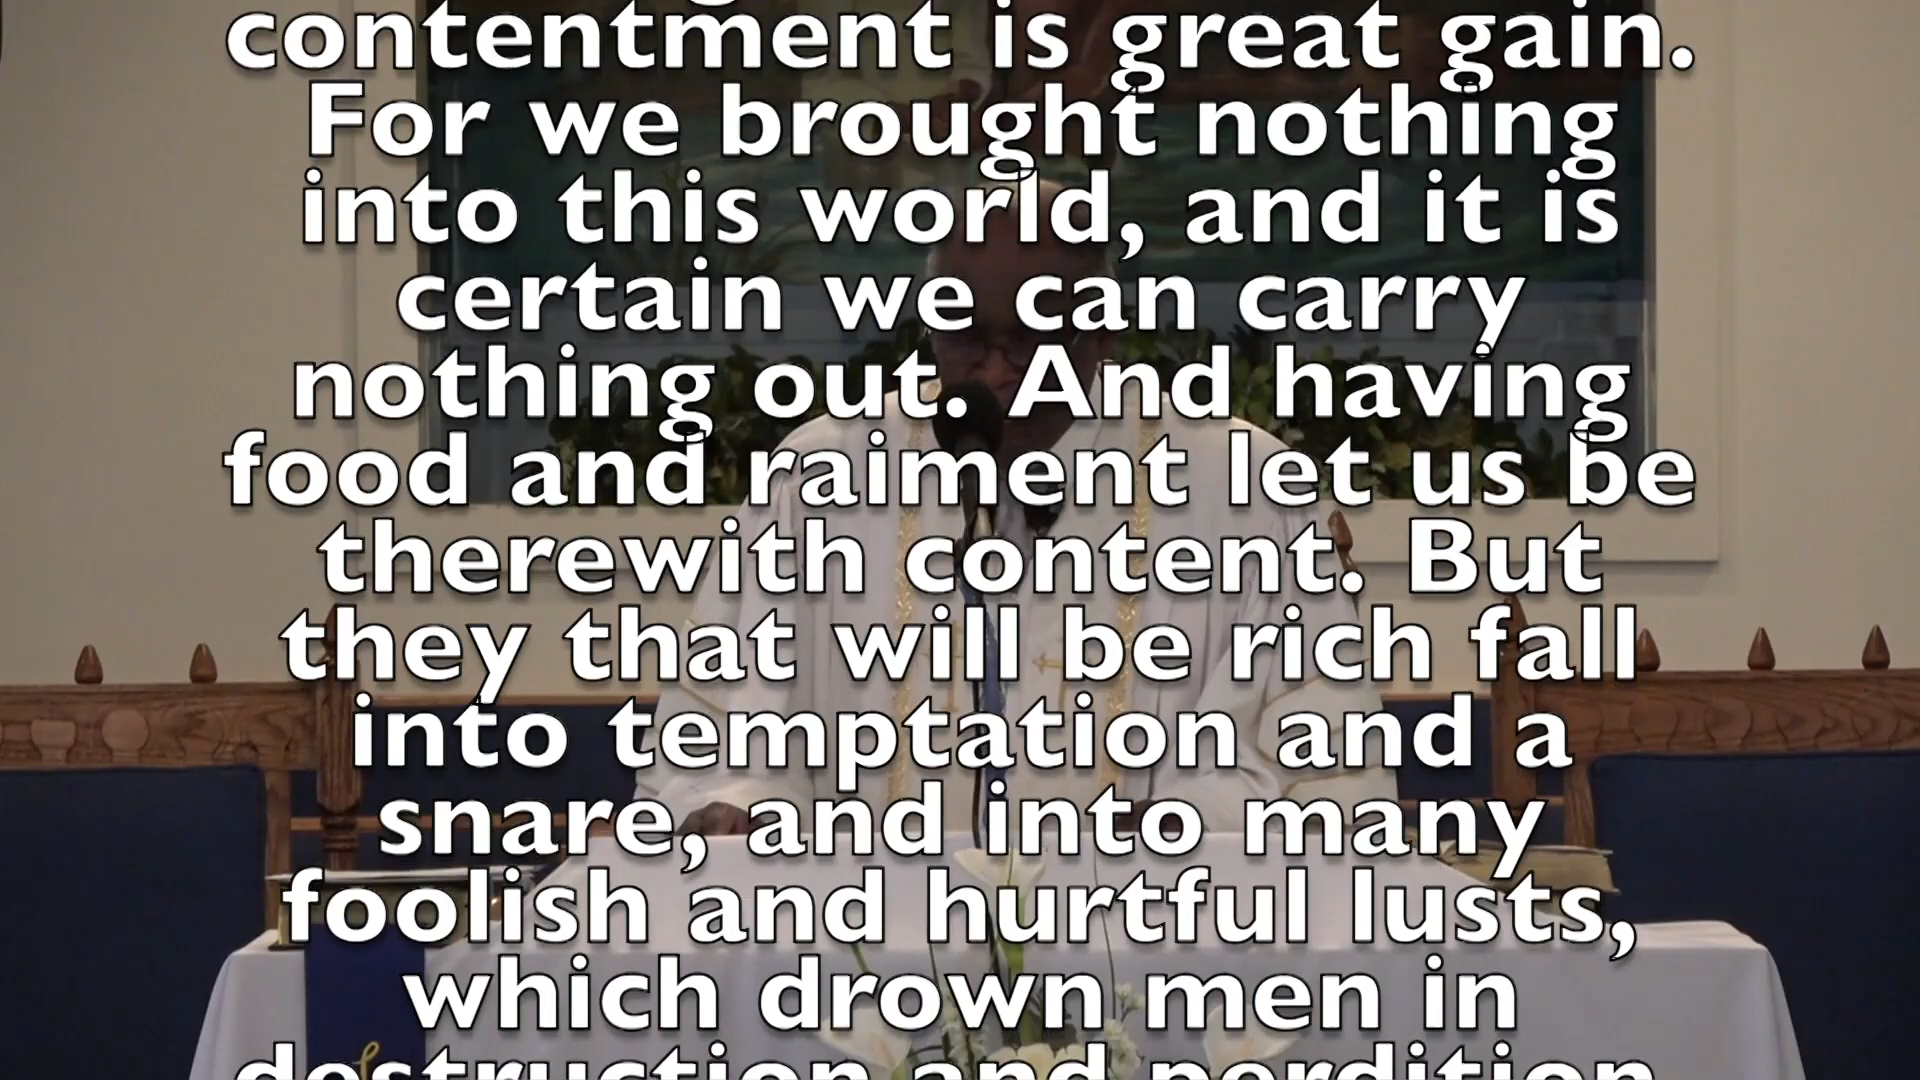 contentment is great gain.
For we brought nothing
into this world, and it is
certain we can carry
nothing out. And having
food and raiment let us be
therewith content. But
they that will be rich fall
into temptation and a
snare, and into many
foolish and hurtful lusts,
which drown men in
destruction and perdition